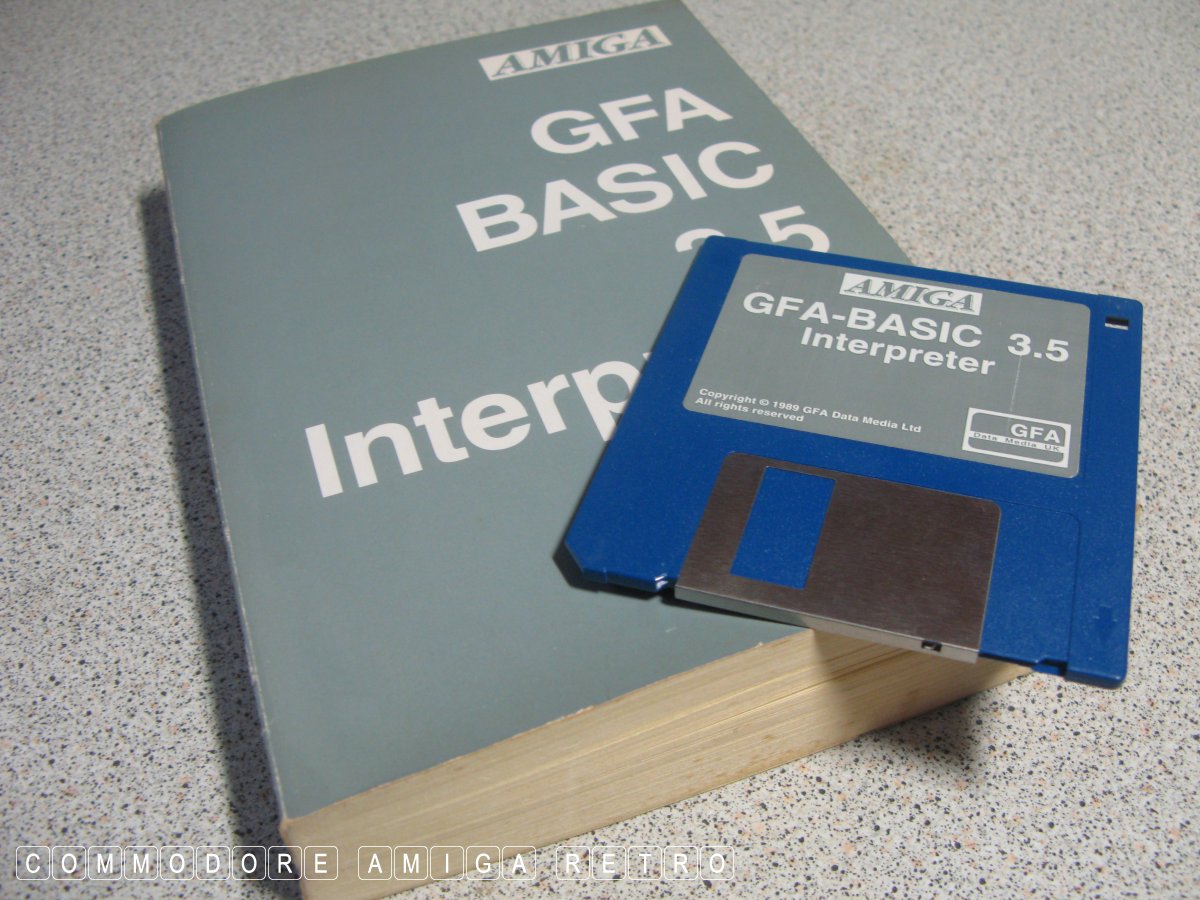 AMIGA
GFA
BASIC
3.5
Interp
AMIGA
GFA-BASIC 3.5
Interpreter
Copyright © 1989 GFA Data Media Ltd
All rights reserved
GFA
Data Media UK
COMMODORE AMIGA RETRO